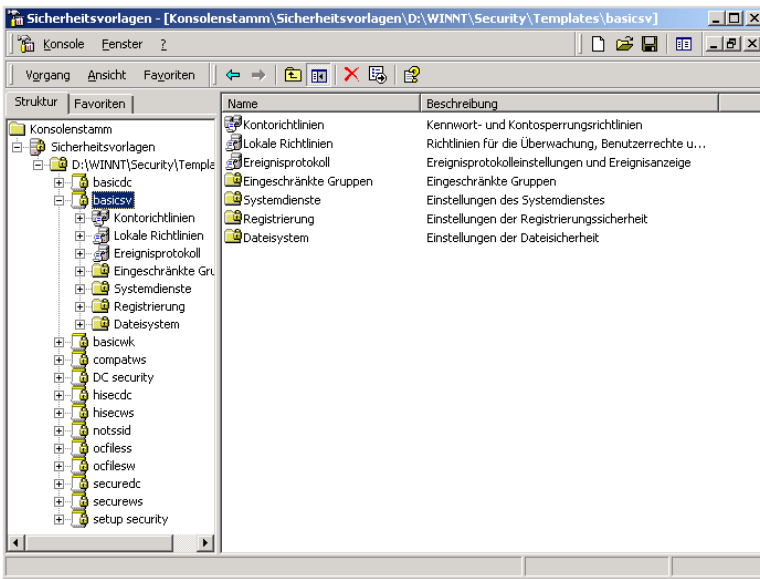 Sicherheitsvorlagen - [Konsolenstamm\Sicherheitsvorlagen\D:\WINNT\Security\Templates\basicsv]
Konsole Fenster ?
Vorgang Ansicht Favoriten
Struktur Favoriten
Konsolenstamm
Sicherheitsvorlagen
D:\WINNT\Security\Templa
basicdc
basicsv
Kontorichtlinien
Lokale Richtlinien
Ereignisprotokoll
Eingeschränkte Gru
Systemdienste
Registrierung
Dateisystem
basicwk
compatws
DC security
hisecdc
hisecws
notssid
ocfiless
ocfilesw
securedc
securews
setup security
Name Beschreibung
Kontorichtlinien Kennwort- und Kontosperrungsrichtlinien
Lokale Richtlinien Richtlinien für die Überwachung, Benutzerrechte u...
Ereignisprotokoll Ereignisprotokolleinstellungen und Ereignisanzeige
Eingeschränkte Gruppen Eingeschränkte Gruppen
Systemdienste Einstellungen des Systemdienstes
Registrierung Einstellungen der Registrierungssicherheit
Dateisystem Einstellungen der Dateisicherheit